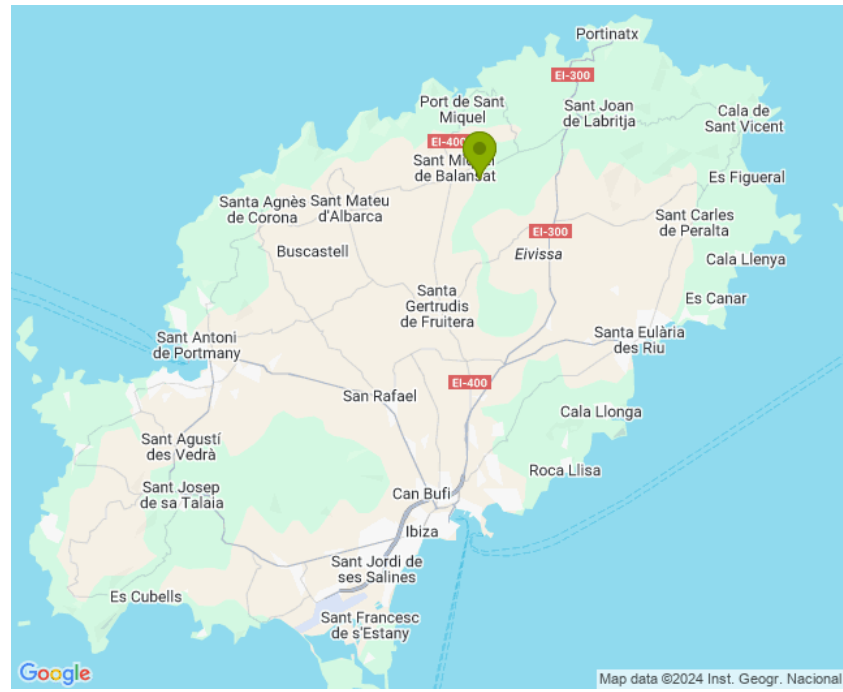 Portinatx
EI-300
Port de Sant
Miquel
Sant Joan
de Labritja
Cala de
Sant Vicent
EI-400
Sant Mi
de Balansat
Es Figueral
Santa Agnès
de Corona
Sant Mateu
d'Albarca
Sant Carles
de Peralta
EI-300
Buscastell
Eivissa
Cala Llenya
Santa
Gertrudis
de Fruitera
Es Canar
Sant Antoni
de Portmany
Santa Eulària
des Riu
EI-400
San Rafael
Cala Llonga
Sant Agustí
des Vedrà
Roca Llisa
Sant Josep
de sa Talaia
Can Bufi
Ibiza
Sant Jordi de
ses Salines
Es Cubells
Sant Francesc
de s'Estany
Google
Map data ©2024 Inst. Geogr. Nacional